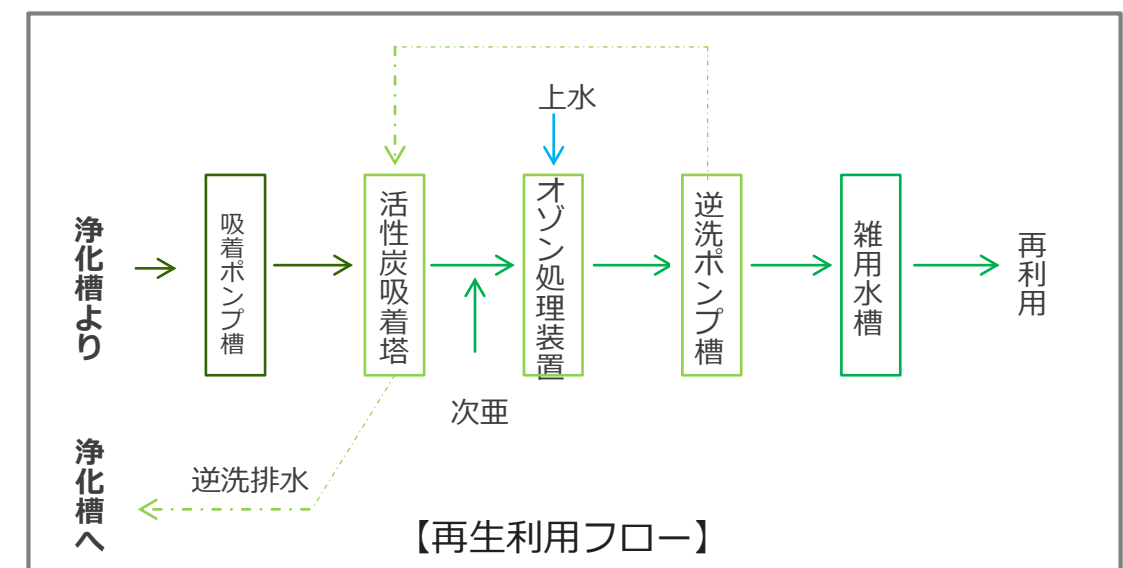 上水
浄化槽より
吸着ポンプ槽
活性炭吸着塔
オゾン処理装置
逆洗ポンプ槽
雑用水槽
再利用
次亜
浄化槽へ
逆洗排水
【再生利用フロー】